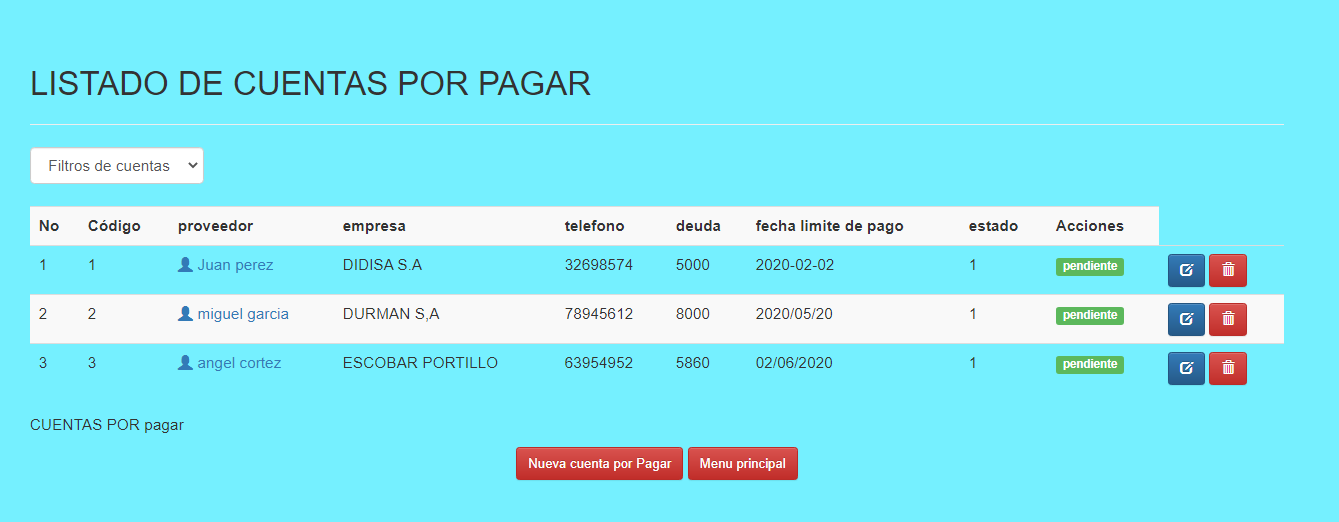 LISTADO DE CUENTAS POR PAGAR
Filtros de cuentas
No Código proveedor empresa telefono deuda fecha limite de pago estado Acciones
1 1 Juan perez DIDISA S.A 32698574 5000 2020-02-02 1 pendiente
2 2 miguel garcia DURMAN S,A 78945612 8000 2020/05/20 1 pendiente
3 3 angel cortez ESCOBAR PORTILLO 63954952 5860 02/06/2020 1 pendiente
CUENTAS POR pagar
Nueva cuenta por Pagar Menu principal